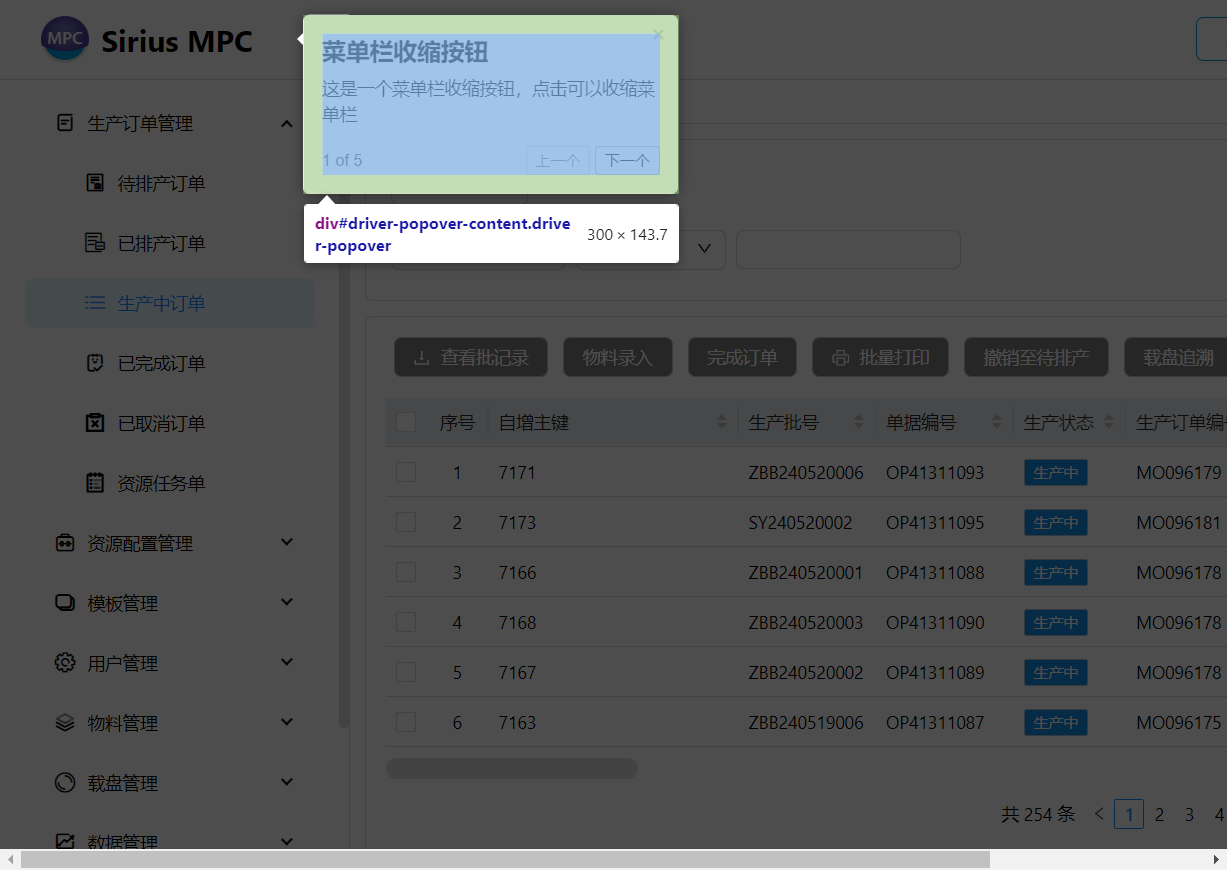 MPC Sirius MPC
菜单栏收缩按钮
这是一个菜单栏收缩按钮，点击可以收缩菜
单栏
1 of 5 上一个 下一个
div#driver-popover-content.drive
r-popover
300 × 143.7
生产订单管理
待排产订单
已排产订单
生产中订单
已完成订单
已取消订单
资源任务单
资源配置管理
模板管理
用户管理
物料管理
载盘管理
数据管理
查看批记录 物料录入 完成订单 批量打印 撤销至待排产 载盘追溯
序号 自增主键 生产批号 单据编号 生产状态 生产订单编
1 7171 ZBB240520006 OP41311093 生产中 MO096179
2 7173 SY240520002 OP41311095 生产中 MO096181
3 7166 ZBB240520001 OP41311088 生产中 MO096178
4 7168 ZBB240520003 OP41311090 生产中 MO096178
5 7167 ZBB240520002 OP41311089 生产中 MO096178
6 7163 ZBB240519006 OP41311087 生产中 MO096175
共 254 条 < 1 2 3 4